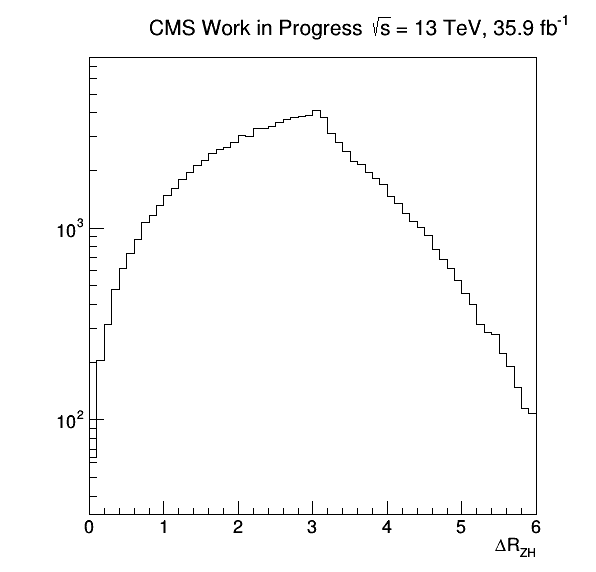 CMS Work in Progress √s = 13 TeV, 35.9 fb⁻¹
10³
10²
0 1 2 3 4 5 6
ΔR_ZH